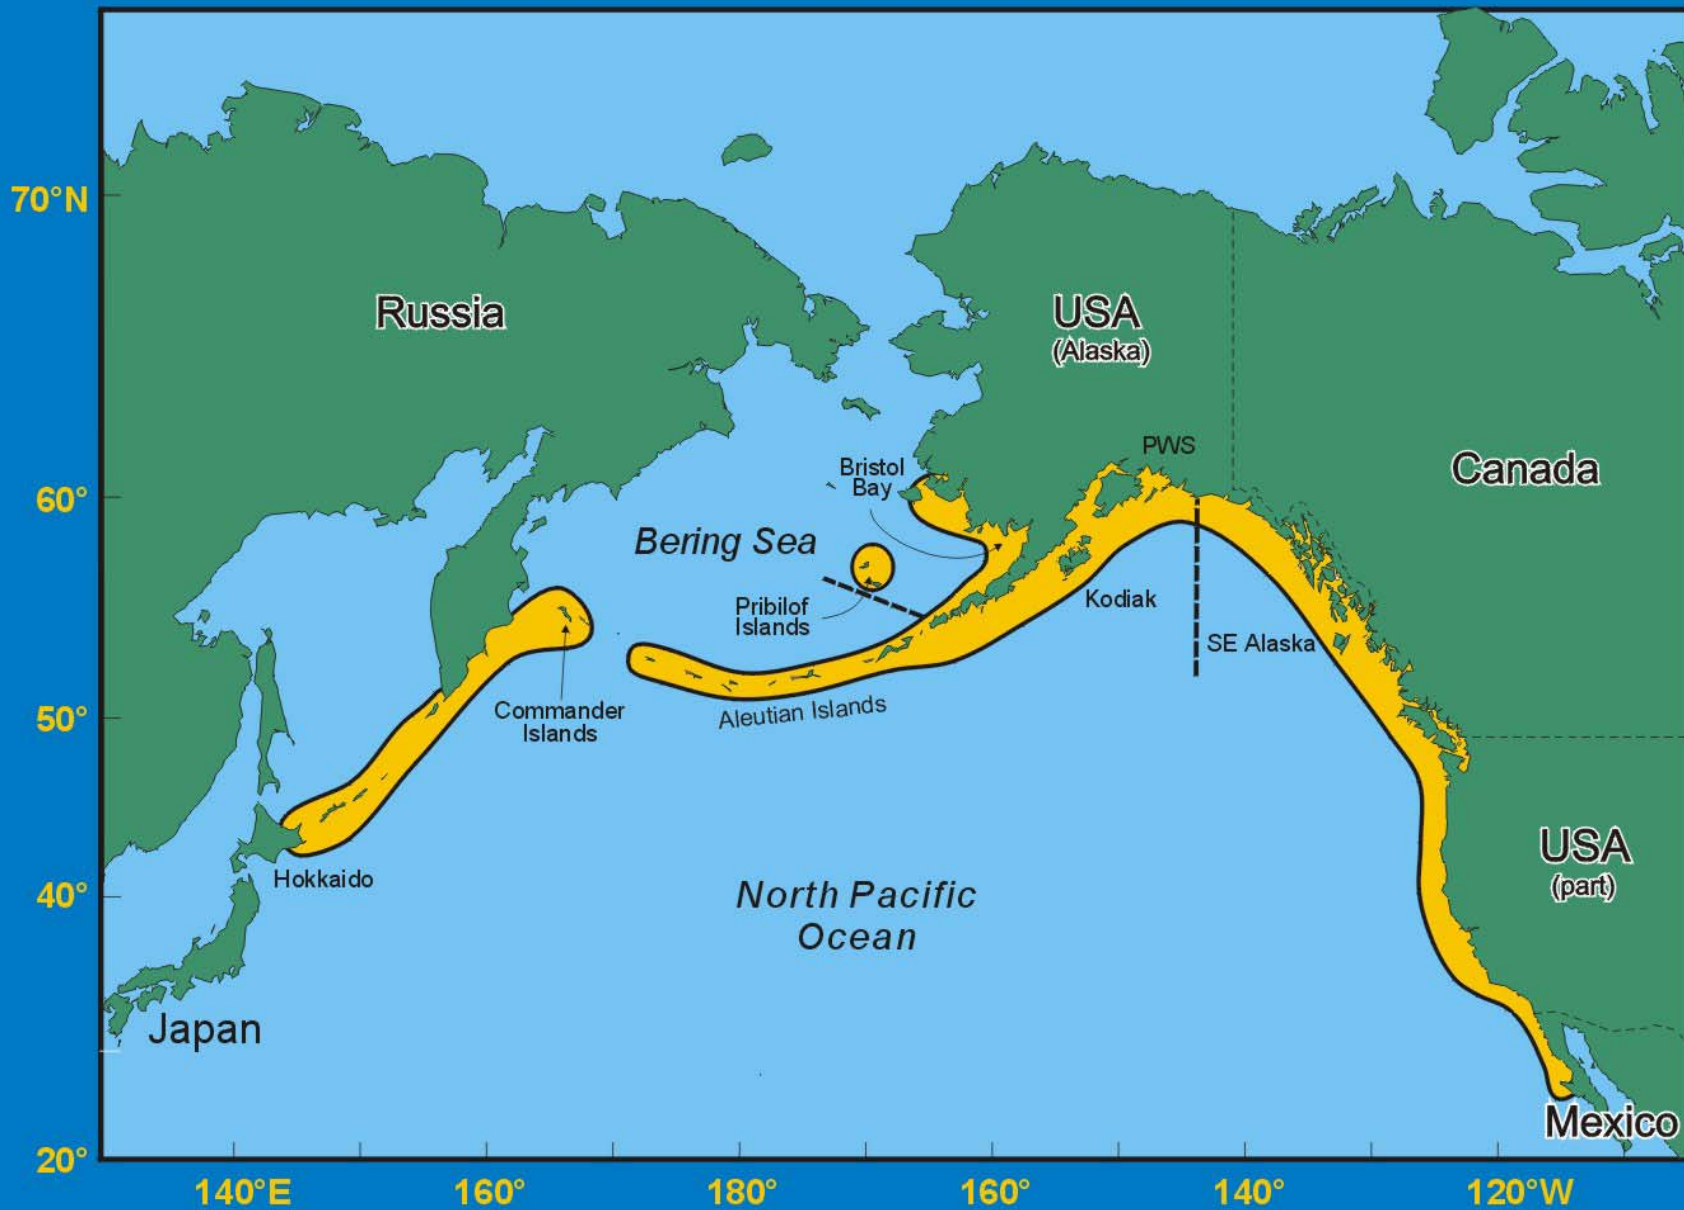 70°N
Russia
USA
(Alaska)
PWS
Bristol
Bay
Canada
60°
Bering Sea
Pribilof
Islands
Kodiak
SE Alaska
Commander
Islands
Aleutian Islands
50°
USA
(part)
Hokkaido
40°
North Pacific
Ocean
Japan
Mexico
20°
140°E
160°
180°
160°
140°
120°W